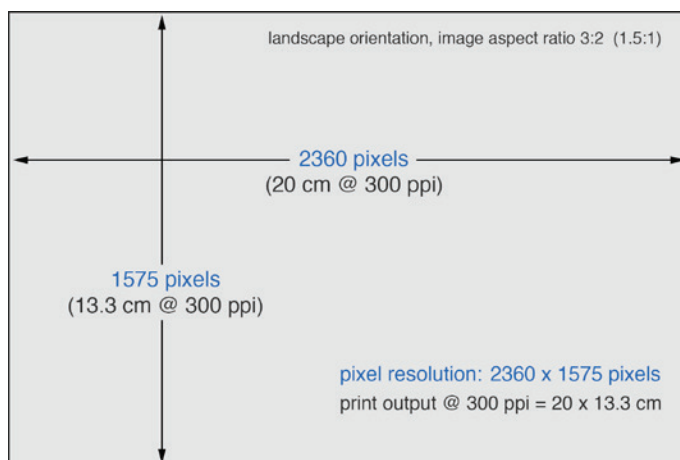 landscape orientation, image aspect ratio 3:2 (1.5:1)
2360 pixels
(20 cm @ 300 ppi)
1575 pixels
(13.3 cm @ 300 ppi)
pixel resolution: 2360 x 1575 pixels
print output @ 300 ppi = 20 x 13.3 cm